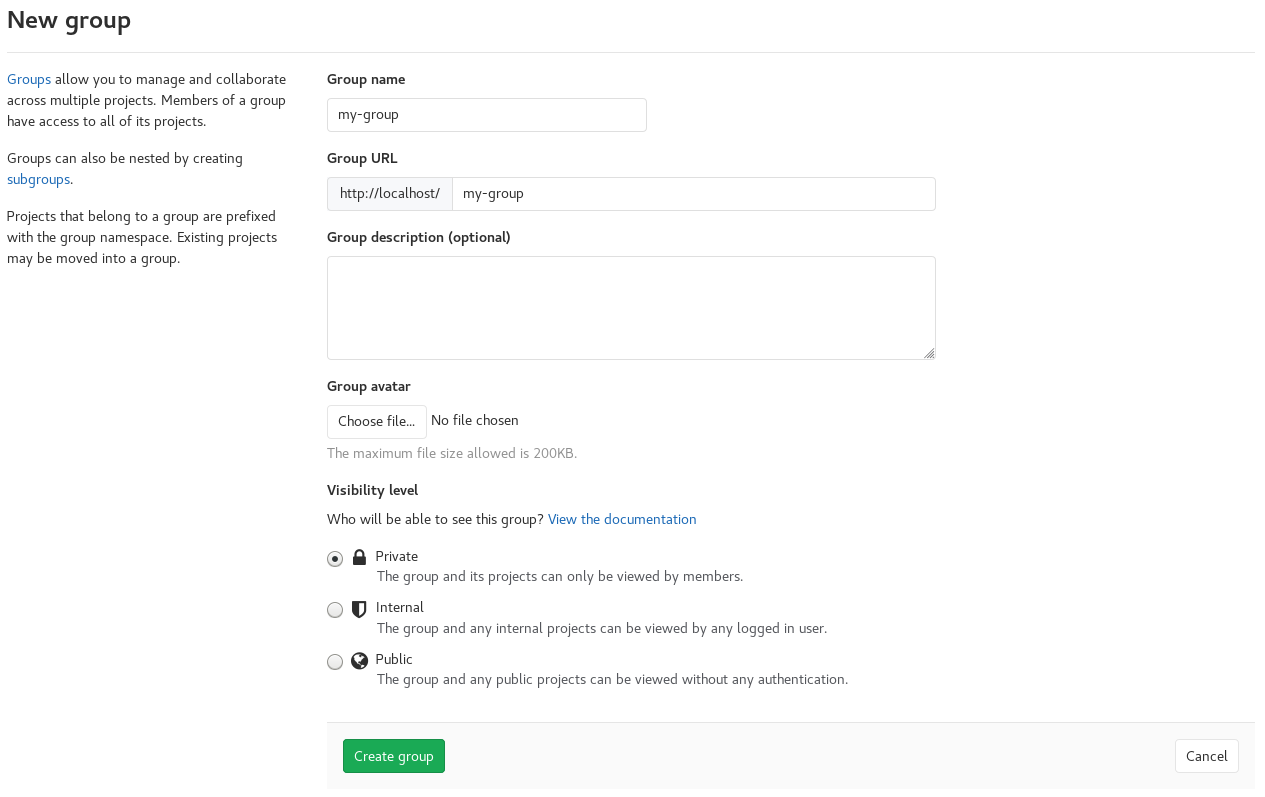 New group
Groups allow you to manage and collaborate
across multiple projects. Members of a group
have access to all of its projects.
Groups can also be nested by creating
subgroups.
Projects that belong to a group are prefixed
with the group namespace. Existing projects
may be moved into a group.
Group name
my-group
Group URL
http://localhost/ my-group
Group description (optional)
Group avatar
Choose file... No file chosen
The maximum file size allowed is 200KB.
Visibility level
Who will be able to see this group? View the documentation
Private
The group and its projects can only be viewed by members.
Internal
The group and any internal projects can be viewed by any logged in user.
Public
The group and any public projects can be viewed without any authentication.
Create group Cancel